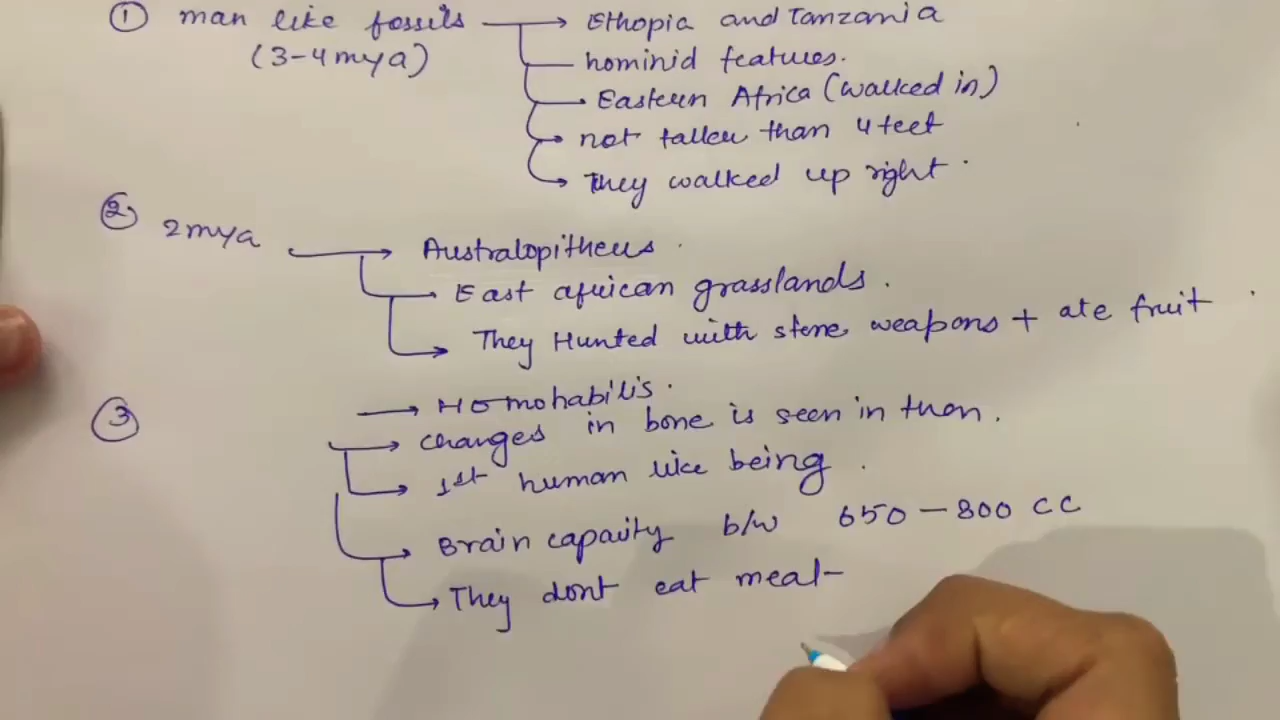 ① man like fossils → Ethopia and Tanzania
(3-4mya) hominid features.
Eastern Africa (walked in)
not taller than 4 feet
They walked up right.
② 2mya → Australopitheus.
East african grasslands.
They Hunted with stone weapons + ate fruit.
③ → Homohabilis.
changes in bone is seen in them.
1st human like being.
Brain capacity b/w 650-800 CC
They dont eat meat